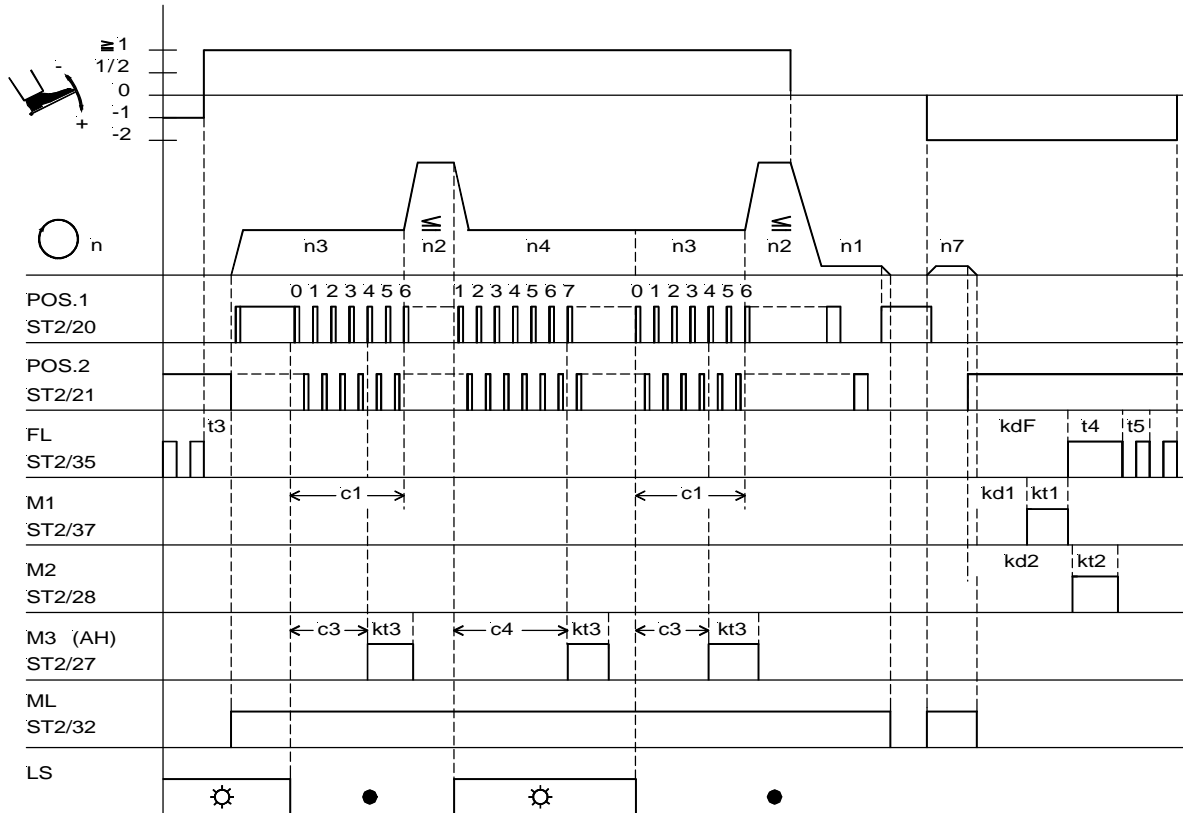 ≧ 1
- 1/2
0
-1
+
-2
≦ ≦
n n3 n2 n4 n3 n2 n1 n7
POS.1 0 1 2 3 4 5 6 1 2 3 4 5 6 7 0 1 2 3 4 5 6
ST2/20
POS.2
ST2/21
FL t3 kdF t4 t5
ST2/35
M1 c1 c1 kd1 kt1
ST2/37
M2 kd2 kt2
ST2/28
M3 (AH) c3 kt3 c4 kt3 c3 kt3
ST2/27
ML
ST2/32
LS